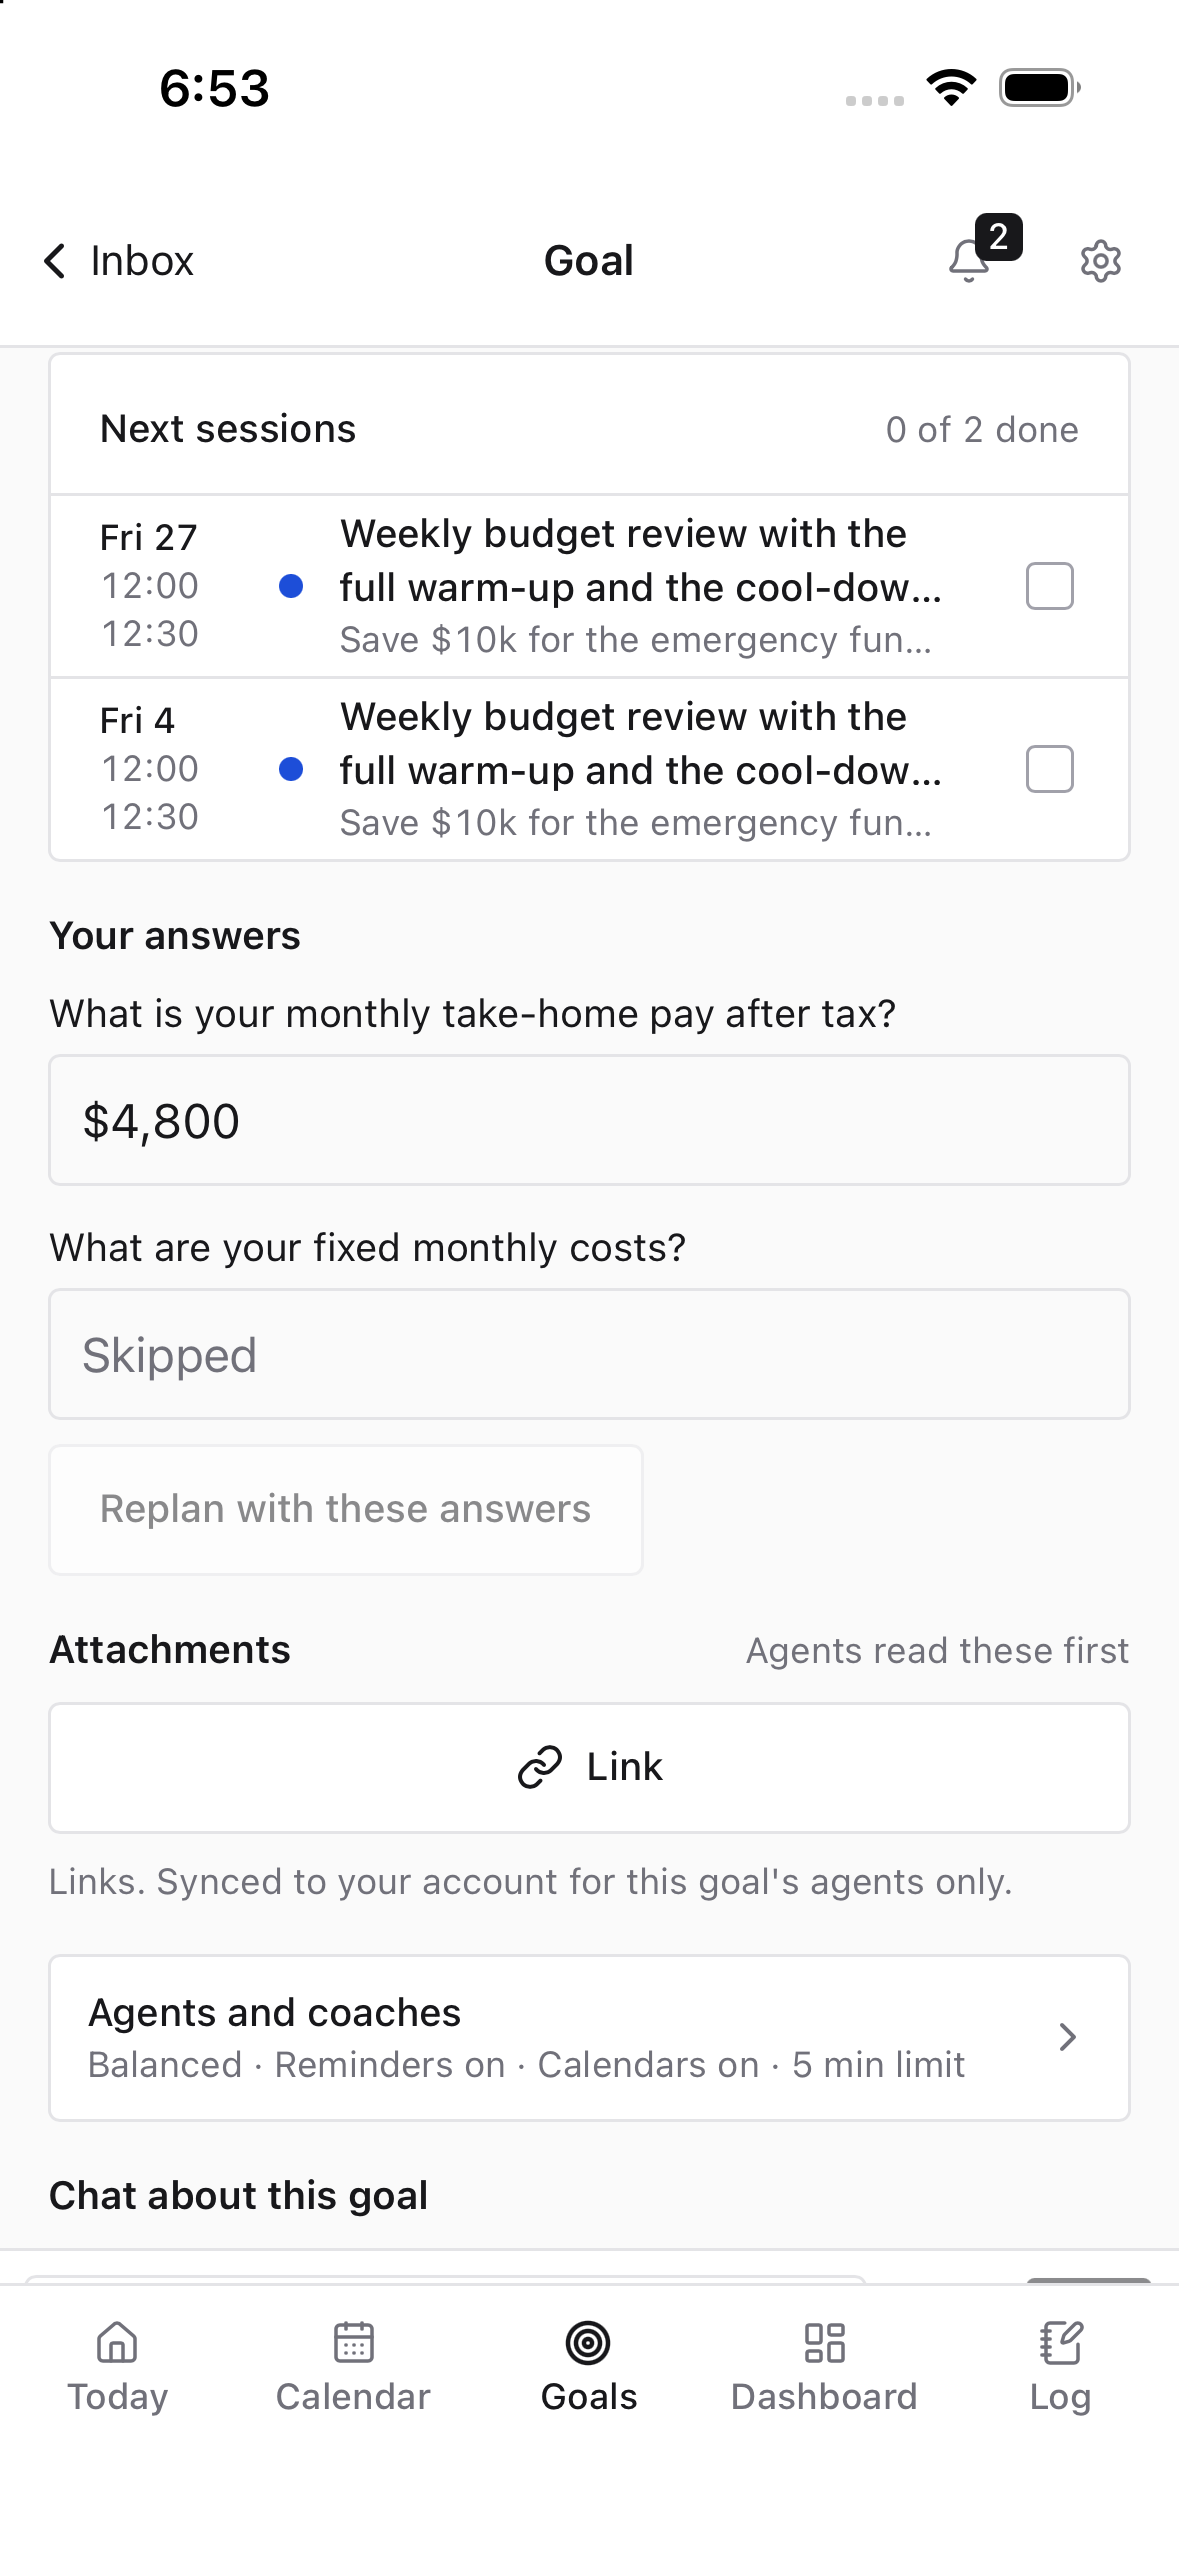 6:53
Inbox
Goal
2
Next sessions
0 of 2 done
Fri 27
12:00
12:30
Weekly budget review with the
full warm-up and the cool-dow...
Save $10k for the emergency fun...
Fri 4
12:00
12:30
Weekly budget review with the
full warm-up and the cool-dow...
Save $10k for the emergency fun...
Your answers
What is your monthly take-home pay after tax?
$4,800
What are your fixed monthly costs?
Skipped
Replan with these answers
Attachments
Agents read these first
Link
Links. Synced to your account for this goal's agents only.
Agents and coaches
Balanced · Reminders on · Calendars on · 5 min limit
Chat about this goal
Today
Calendar
Goals
Dashboard
Log